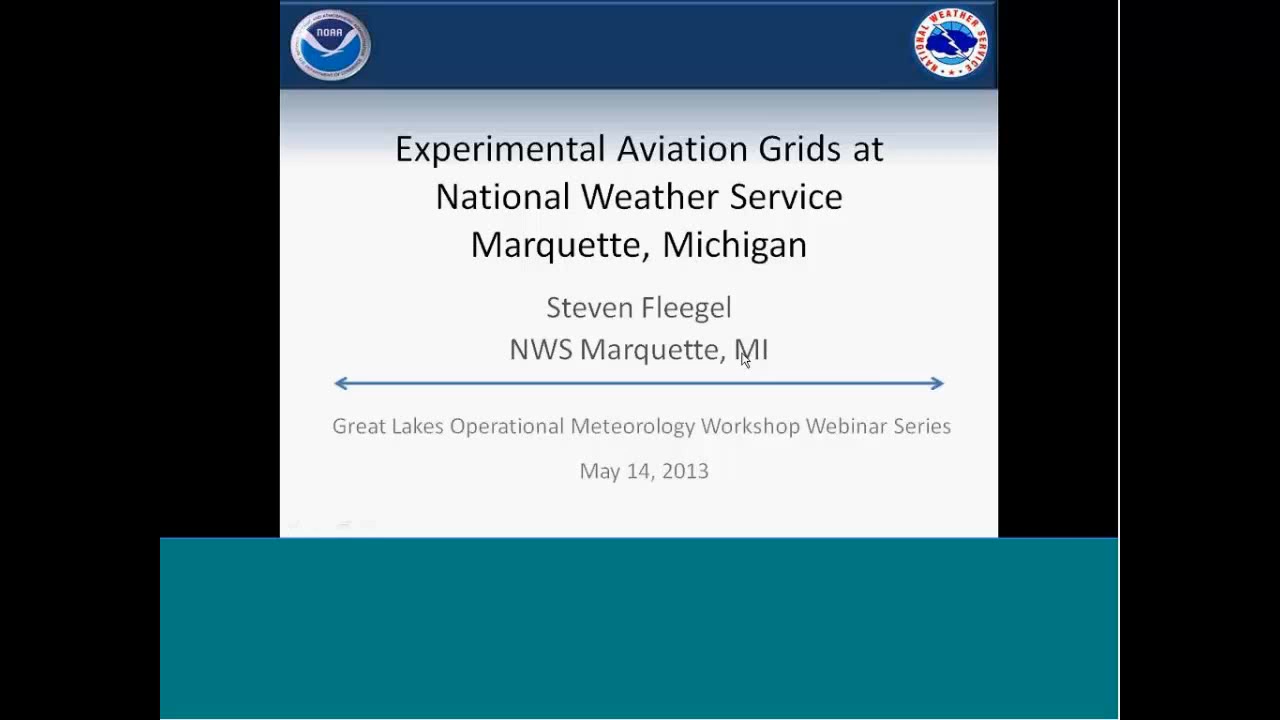 NOAA
NATIONAL WEATHER SERVICE
Experimental Aviation Grids at
National Weather Service
Marquette, Michigan
Steven Fleegel
NWS Marquette, MI
Great Lakes Operational Meteorology Workshop Webinar Series
May 14, 2013